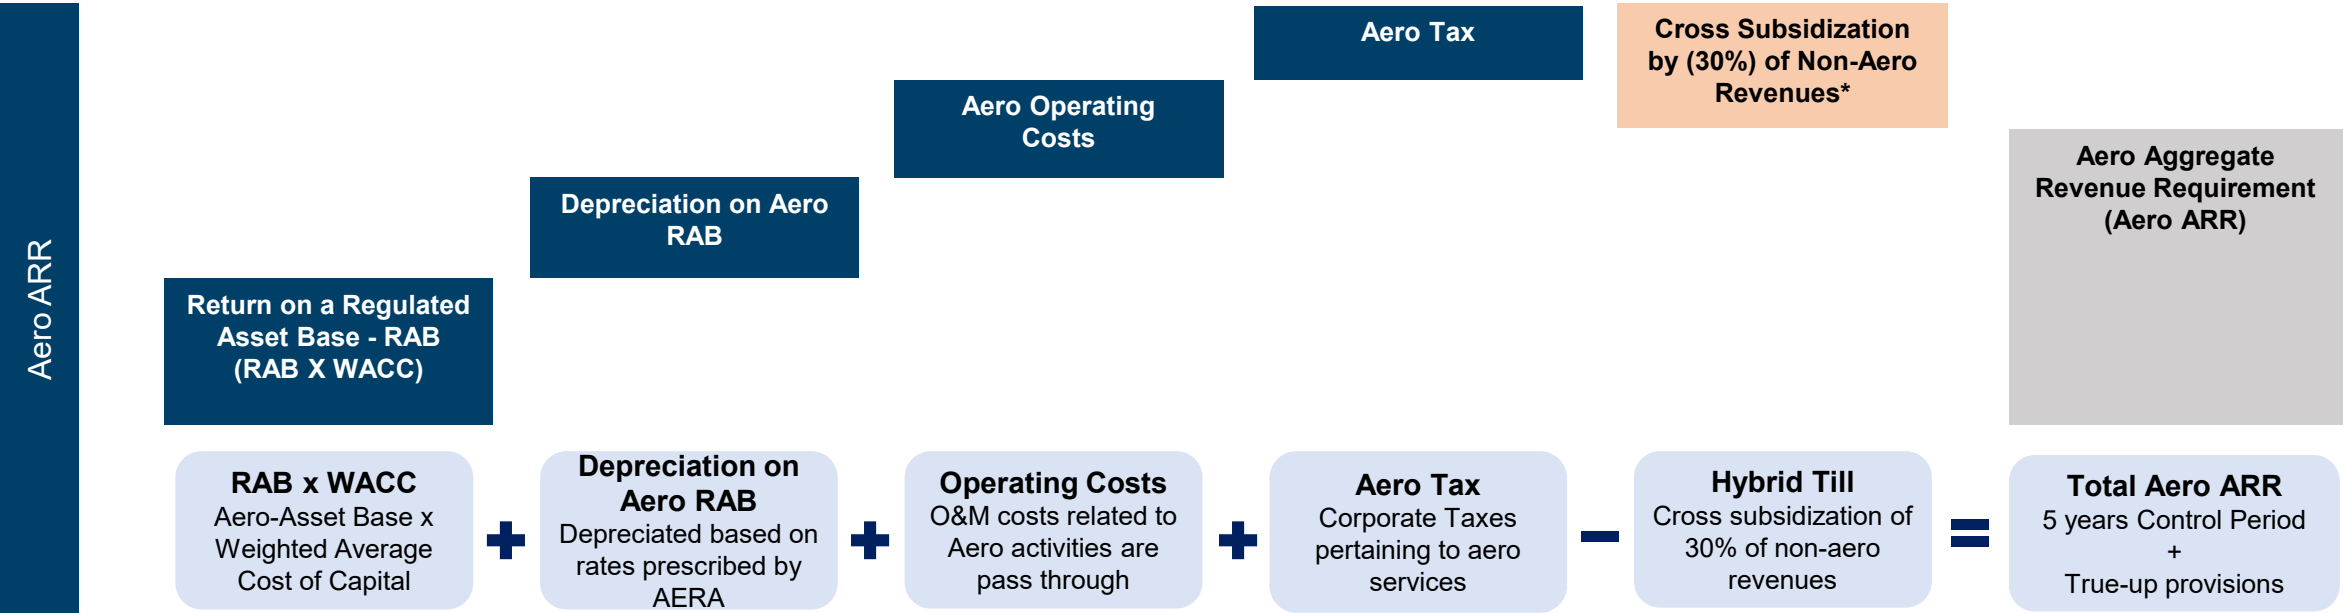 Aero ARR
Aero Tax
Cross Subsidization
by (30%) of Non-Aero
Revenues*
Aero Operating
Costs
Aero Aggregate
Revenue Requirement
(Aero ARR)
Depreciation on Aero
RAB
Return on a Regulated
Asset Base - RAB
(RAB X WACC)
RAB x WACC
Aero-Asset Base x
Weighted Average
Cost of Capital
+
Depreciation on
Aero RAB
Depreciated based on
rates prescribed by
AERA
+
Operating Costs
O&M costs related to
Aero activities are
pass through
+
Aero Tax
Corporate Taxes
pertaining to aero
services
−
Hybrid Till
Cross subsidization of
30% of non-aero
revenues
=
Total Aero ARR
5 years Control Period
+
True-up provisions